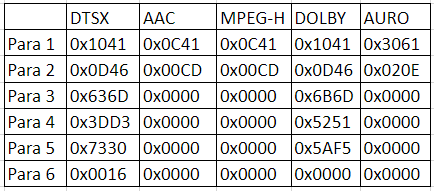 DTSX AAC MPEG-H DOLBY AURO
Para 1 0x1041 0x0C41 0x0C41 0x1041 0x3061
Para 2 0x0D46 0x00CD 0x00CD 0x0D46 0x020E
Para 3 0x636D 0x0000 0x0000 0x6B6D 0x0000
Para 4 0x3DD3 0x0000 0x0000 0x5251 0x0000
Para 5 0x7330 0x0000 0x0000 0x5AF5 0x0000
Para 6 0x0016 0x0000 0x0000 0x0000 0x0000